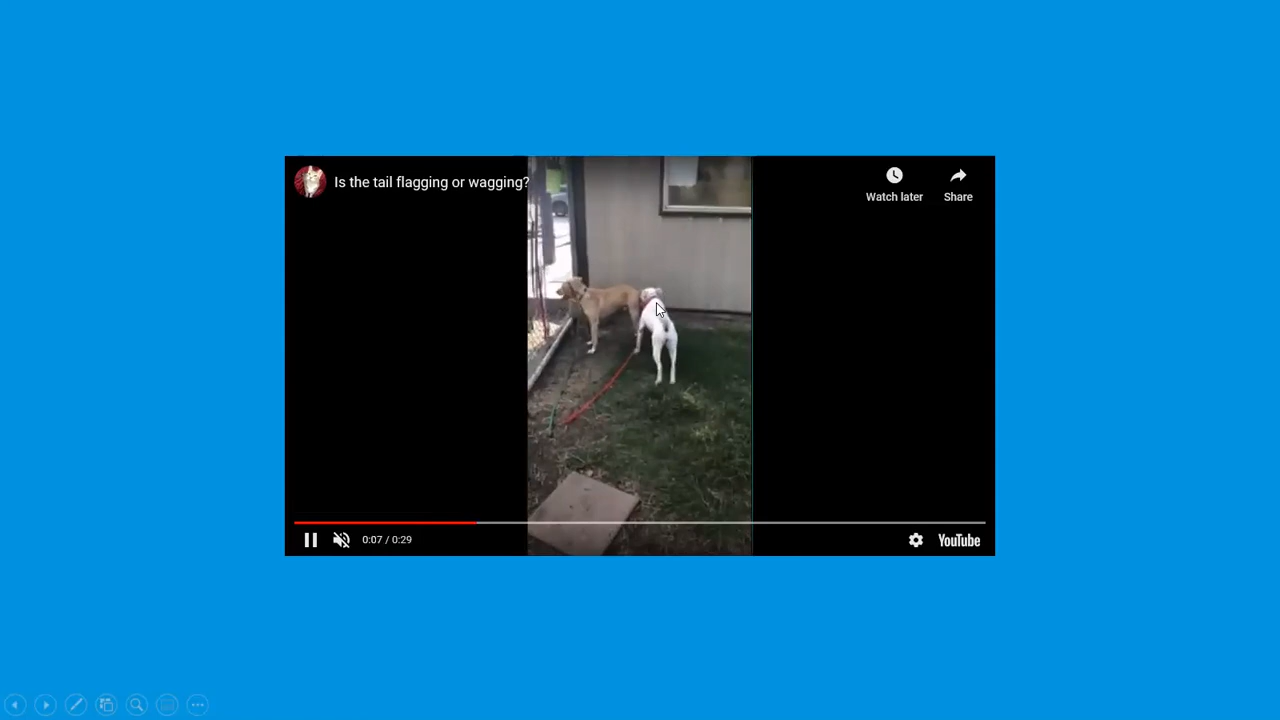 Is the tail flagging or wagging?
Watch later
Share
0:07 / 0:29
YouTube